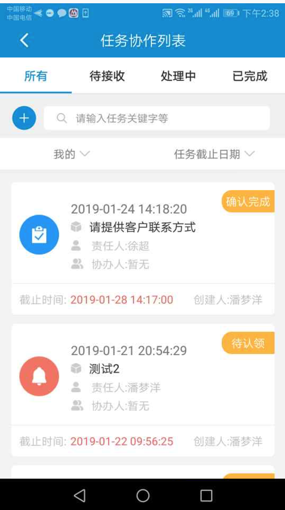 中国移动
中国电信
下午2:38
任务协作列表
所有
待接收
处理中
已完成
请输入任务关键字等
我的
任务截止日期
确认完成
2019-01-24 14:18:20
请提供客户联系方式
责任人:徐超
协办人:暂无
截止时间: 2019-01-28 14:17:00
创建人:潘梦洋
待认领
2019-01-21 20:54:29
测试2
责任人:潘梦洋
协办人:暂无
截止时间: 2019-01-22 09:56:25
创建人:潘梦洋